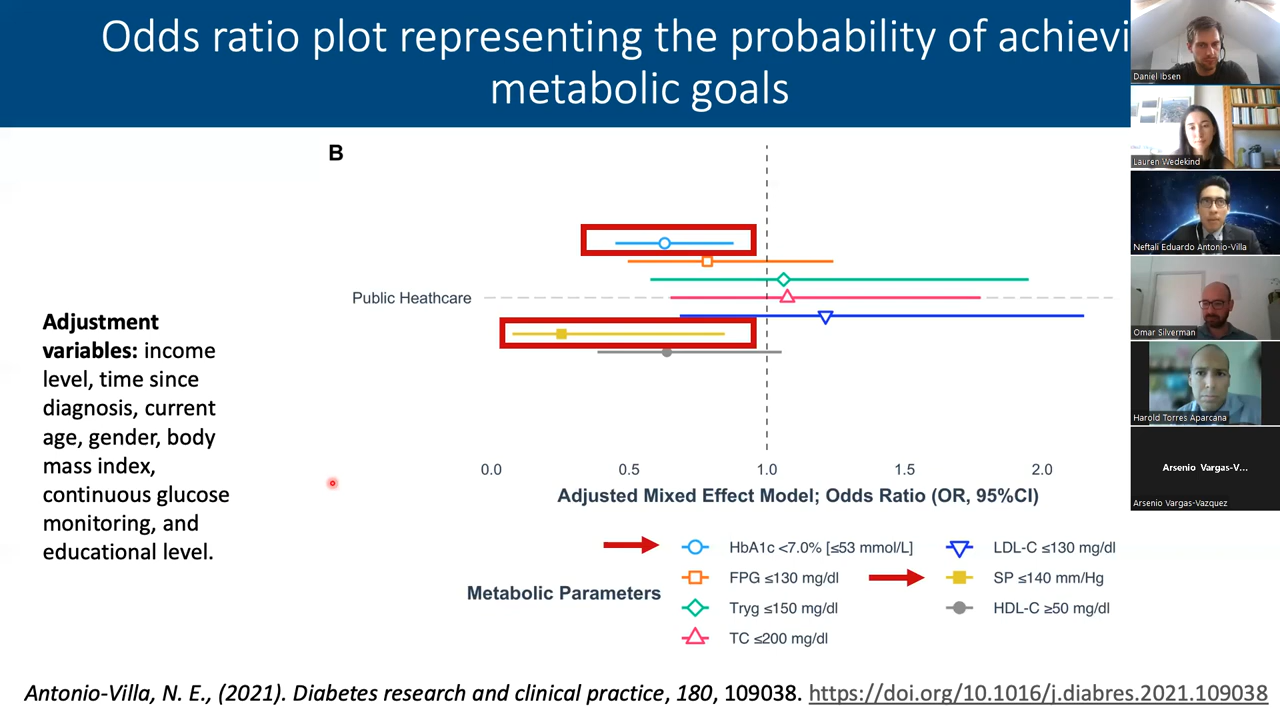 Odds ratio plot representing the probability of achievi
metabolic goals
Daniel Ibsen
Lauren Wedekind
Neftali Eduardo Antonio-Villa
Omar Silverman
Harold Torres Aparcana
Arsenio Vargas-V...
Arsenio Vargas-Vazquez
B
Public Heathcare
Adjustment
variables: income
level, time since
diagnosis, current
age, gender, body
mass index,
continuous glucose
monitoring, and
educational level.
0.0 0.5 1.0 1.5 2.0
Adjusted Mixed Effect Model; Odds Ratio (OR, 95%CI)
Metabolic Parameters
HbA1c <7.0% [≤53 mmol/L]
FPG ≤130 mg/dl
Tryg ≤150 mg/dl
TC ≤200 mg/dl
LDL-C ≤130 mg/dl
SP ≤140 mm/Hg
HDL-C ≥50 mg/dl
Antonio-Villa, N. E., (2021). Diabetes research and clinical practice, 180, 109038. https://doi.org/10.1016/j.diabres.2021.109038